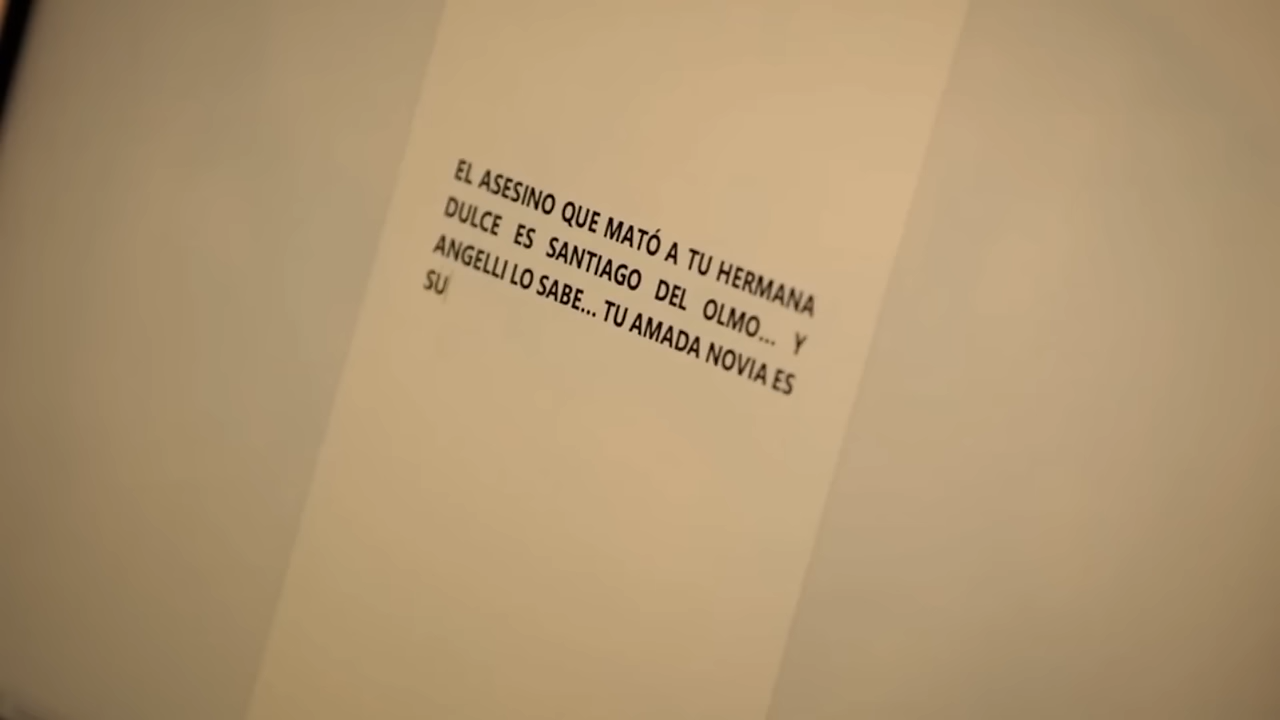 EL ASESINO QUE MATÓ A TU HERMANA
DULCE ES SANTIAGO DEL OLMO... Y
ANGELLI LO SABE... TU AMADA NOVIA ES
SU